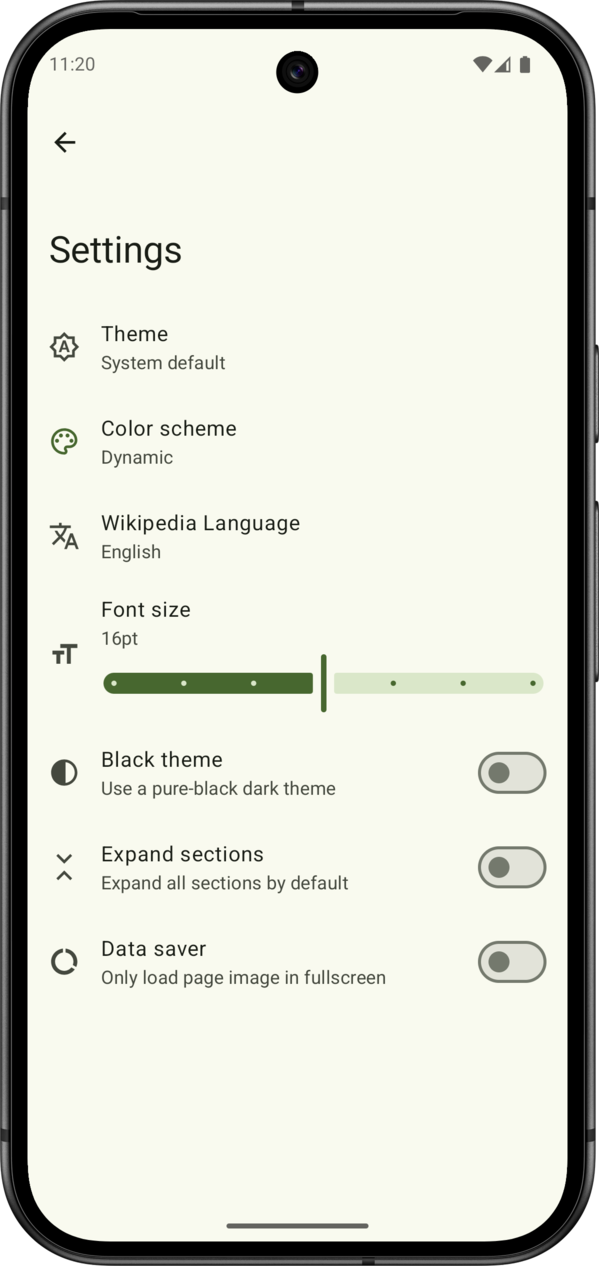 11:20
Settings
Theme
System default
Color scheme
Dynamic
Wikipedia Language
English
Font size
16pt
Black theme
Use a pure-black dark theme
Expand sections
Expand all sections by default
Data saver
Only load page image in fullscreen